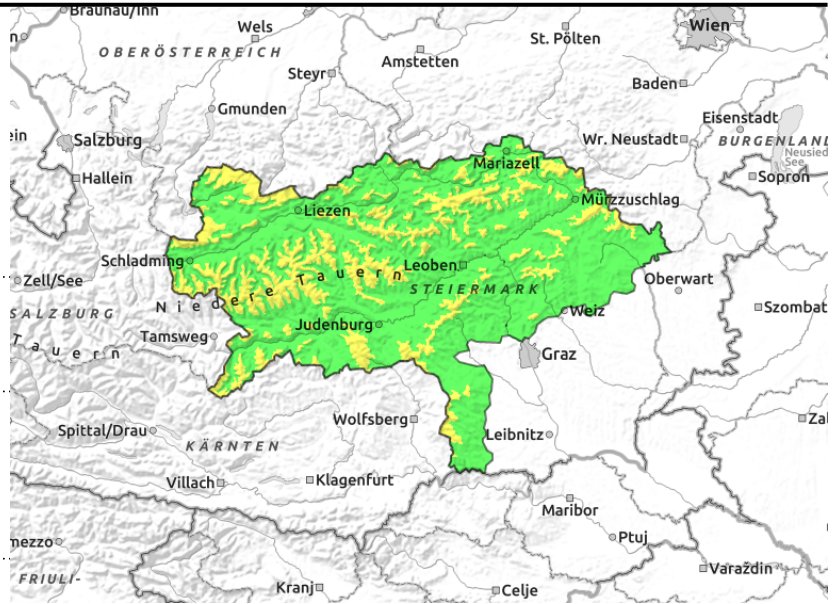 Braunau/Inn
Wels
Wien
St. Pölten
OBERÖSTERREICH
Amstetten
Steyr
Baden
Gmunden
Eisenstadt
Salzburg
Wr. Neustadt
BURGENLAND
Mariazell
Neusied
See
Hallein
Sopron
Mürzzuschlag
Liezen
Schladming
Leoben
Zell/See
Niedere Tauern
STEIERMARK
Oberwart
SALZBURG
Weiz
Szombat
Judenburg
Tamsweg
Tauern
Graz
Wolfsberg
Spittal/Drau
Leibnitz
KÄRNTEN
Villach
Klagenfurt
Maribor
Ptuj
mezzo
Varaždin
FRIULI-
Kranj
Celje